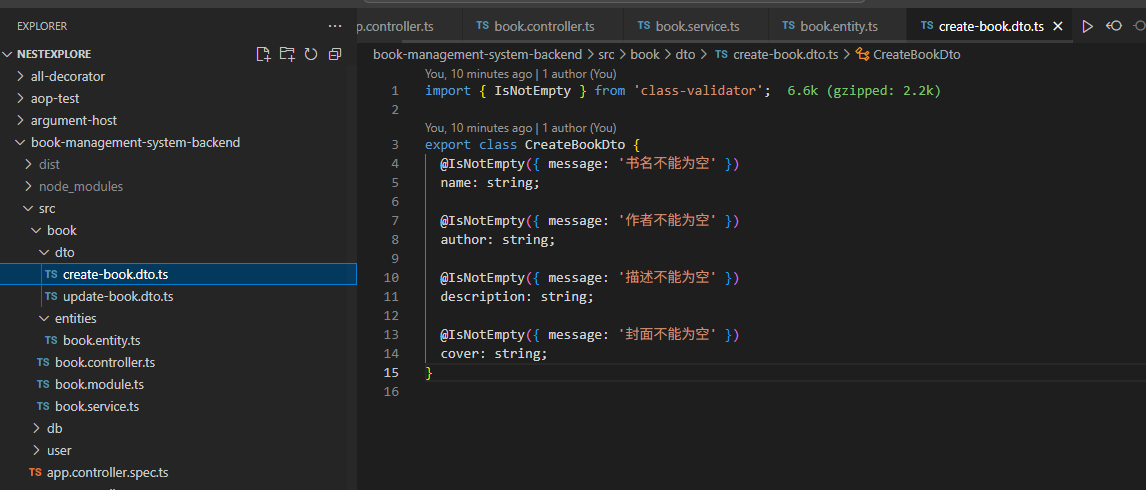 EXPLORER
···
NESTEXPLORE
all-decorator
aop-test
argument-host
book-management-system-backend
dist
node_modules
src
book
dto
TS create-book.dto.ts
TS update-book.dto.ts
entities
TS book.entity.ts
TS book.controller.ts
TS book.module.ts
TS book.service.ts
db
user
TS app.controller.spec.ts
p.controller.ts
TS book.controller.ts
TS book.service.ts
TS book.entity.ts
TS create-book.dto.ts
book-management-system-backend > src > book > dto > TS create-book.dto.ts > CreateBookDto
You, 10 minutes ago | 1 author (You)
1 import { IsNotEmpty } from 'class-validator'; 6.6k (gzipped: 2.2k)
2
You, 10 minutes ago | 1 author (You)
3 export class CreateBookDto {
4 @IsNotEmpty({ message: '书名不能为空' })
5 name: string;
6
7 @IsNotEmpty({ message: '作者不能为空' })
8 author: string;
9
10 @IsNotEmpty({ message: '描述不能为空' })
11 description: string;
12
13 @IsNotEmpty({ message: '封面不能为空' })
14 cover: string;
15 }
16